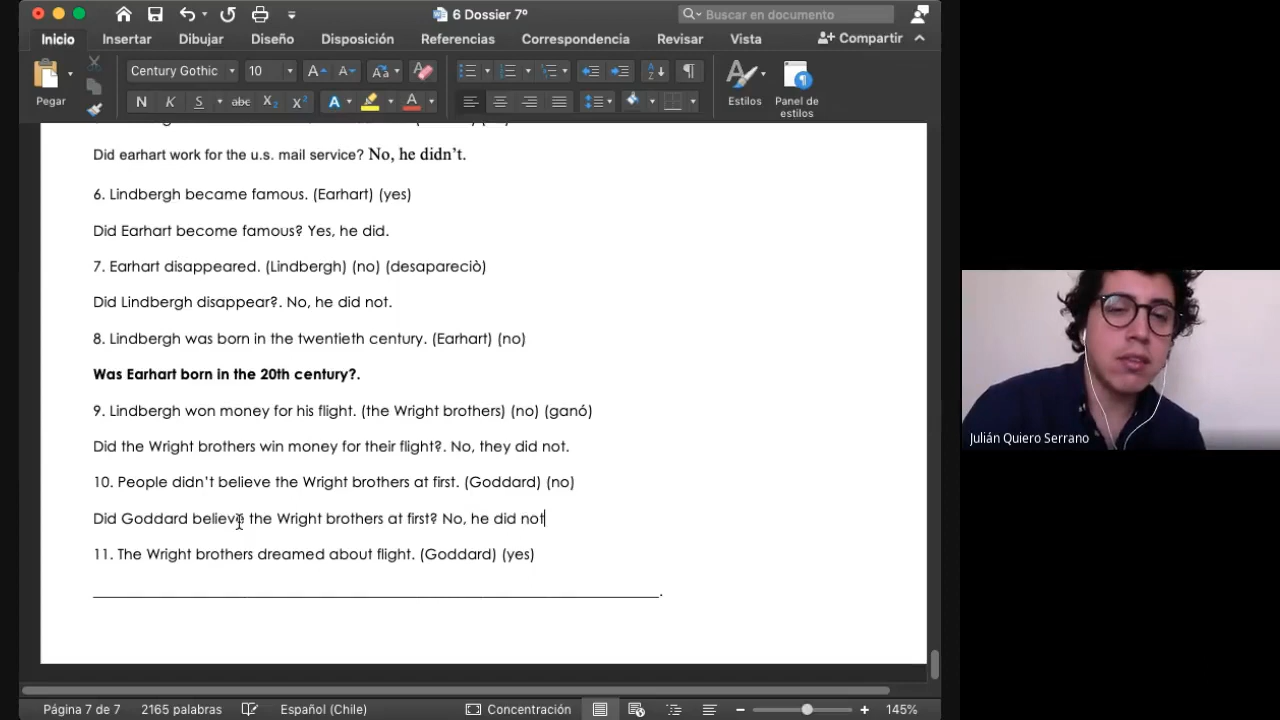 6 Dossier 7º
Buscar en documento
Inicio Insertar Dibujar Diseño Disposición Referencias Correspondencia Revisar Vista Compartir
Pegar
Century Gothic 10
N K S abc X₂ X²
Estilos
Panel de
estilos
Did earhart work for the u.s. mail service? No, he didn't.
6. Lindbergh became famous. (Earhart) (yes)
Did Earhart become famous? Yes, he did.
7. Earhart disappeared. (Lindbergh) (no) (desapareciò)
Did Lindbergh disappear?. No, he did not.
8. Lindbergh was born in the twentieth century. (Earhart) (no)
Was Earhart born in the 20th century?.
9. Lindbergh won money for his flight. (the Wright brothers) (no) (ganó)
Did the Wright brothers win money for their flight?. No, they did not.
10. People didn't believe the Wright brothers at first. (Goddard) (no)
Did Goddard believe the Wright brothers at first? No, he did not
11. The Wright brothers dreamed about flight. (Goddard) (yes)
Julián Quiero Serrano
Página 7 de 7 2165 palabras Español (Chile) Concentración 145%